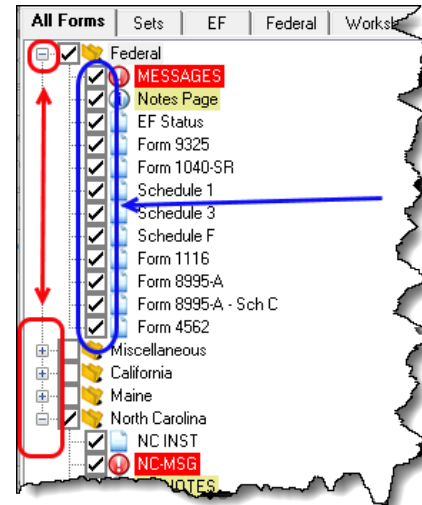 All Forms Sets EF Federal
Federal
MESSAGES
Notes Page
EF Status
Form 9325
Form 1040-SR
Schedule 1
Schedule 3
Schedule F
Form 1116
Form 8995-A
Form 8995-A - Sch C
Form 4562
Miscellaneous
California
Maine
North Carolina
NC INST
NC-MSG